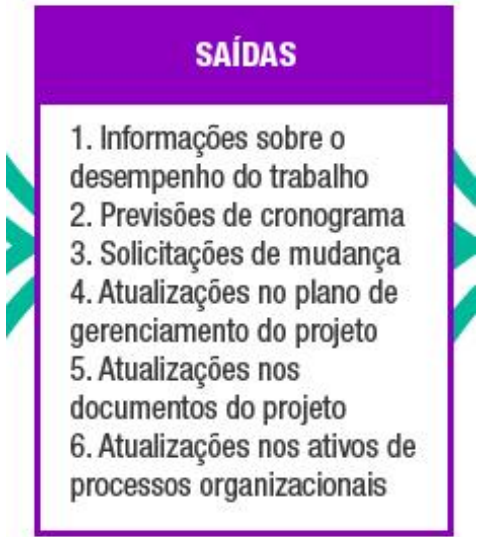 SAÍDAS
1. Informações sobre o
desempenho do trabalho
2. Previsões de cronograma
3. Solicitações de mudança
4. Atualizações no plano de
gerenciamento do projeto
5. Atualizações nos
documentos do projeto
6. Atualizações nos ativos de
processos organizacionais